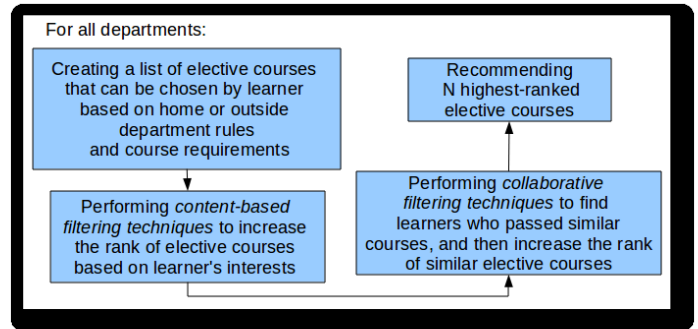 For all departments:
Creating a list of elective courses
that can be chosen by learner
based on home or outside
department rules
and course requirements
Performing content-based
filtering techniques to increase
the rank of elective courses
based on learner's interests
Performing collaborative
filtering techniques to find
learners who passed similar
courses, and then increase the rank
of similar elective courses
Recommending
N highest-ranked
elective courses